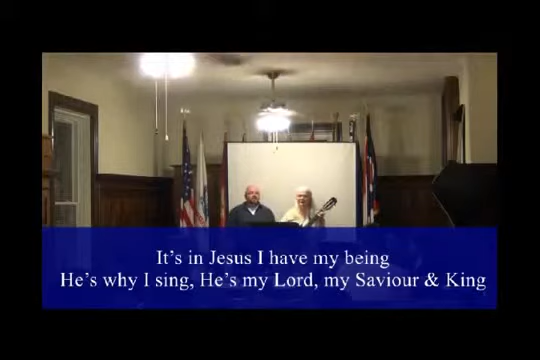 It's in Jesus I have my being
He's why I sing, He's my Lord, my Saviour & King